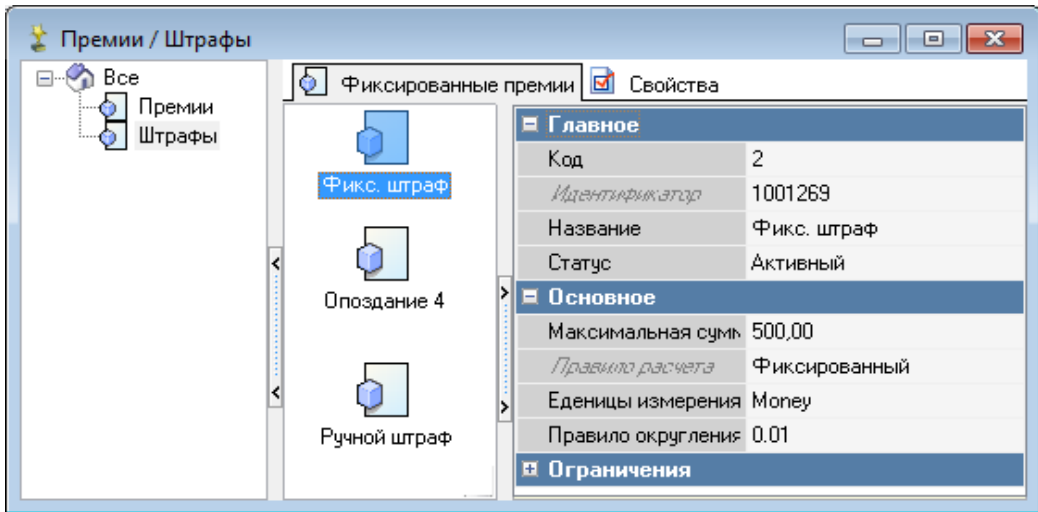 Премии / Штрафы
Все
Премии
Штрафы
Фиксированные премии
Свойства
Фикс. штраф
Опоздание 4
Ручной штраф
Главное
Код 2
Идентификатор 1001269
Название Фикс. штраф
Статус Активный
Основное
Максимальная сумм 500,00
Правило расчета Фиксированный
Еденицы измерения Money
Правило округления 0.01
Ограничения